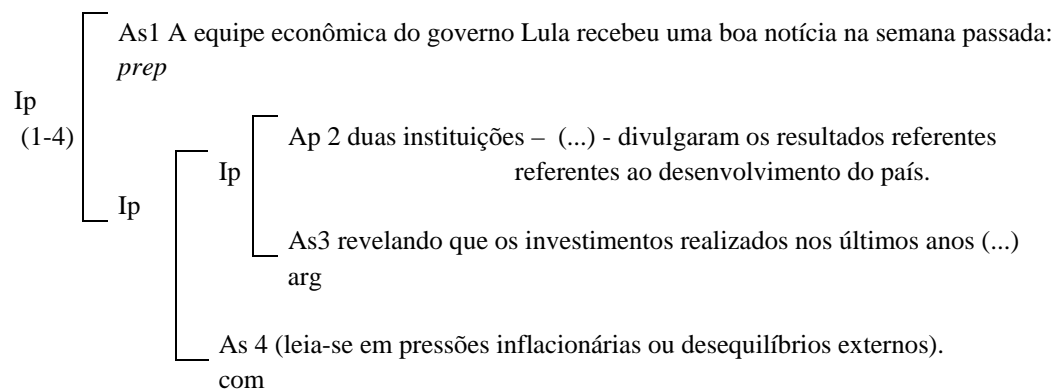 As1 A equipe econômica do governo Lula recebeu uma boa notícia na semana passada:
prep
Ip
(1-4)
Ap 2 duas instituições – (...) - divulgaram os resultados referentes
Ip
referentes ao desenvolvimento do país.
Ip
As3 revelando que os investimentos realizados nos últimos anos (...)
arg
As 4 (leia-se em pressões inflacionárias ou desequilíbrios externos).
com